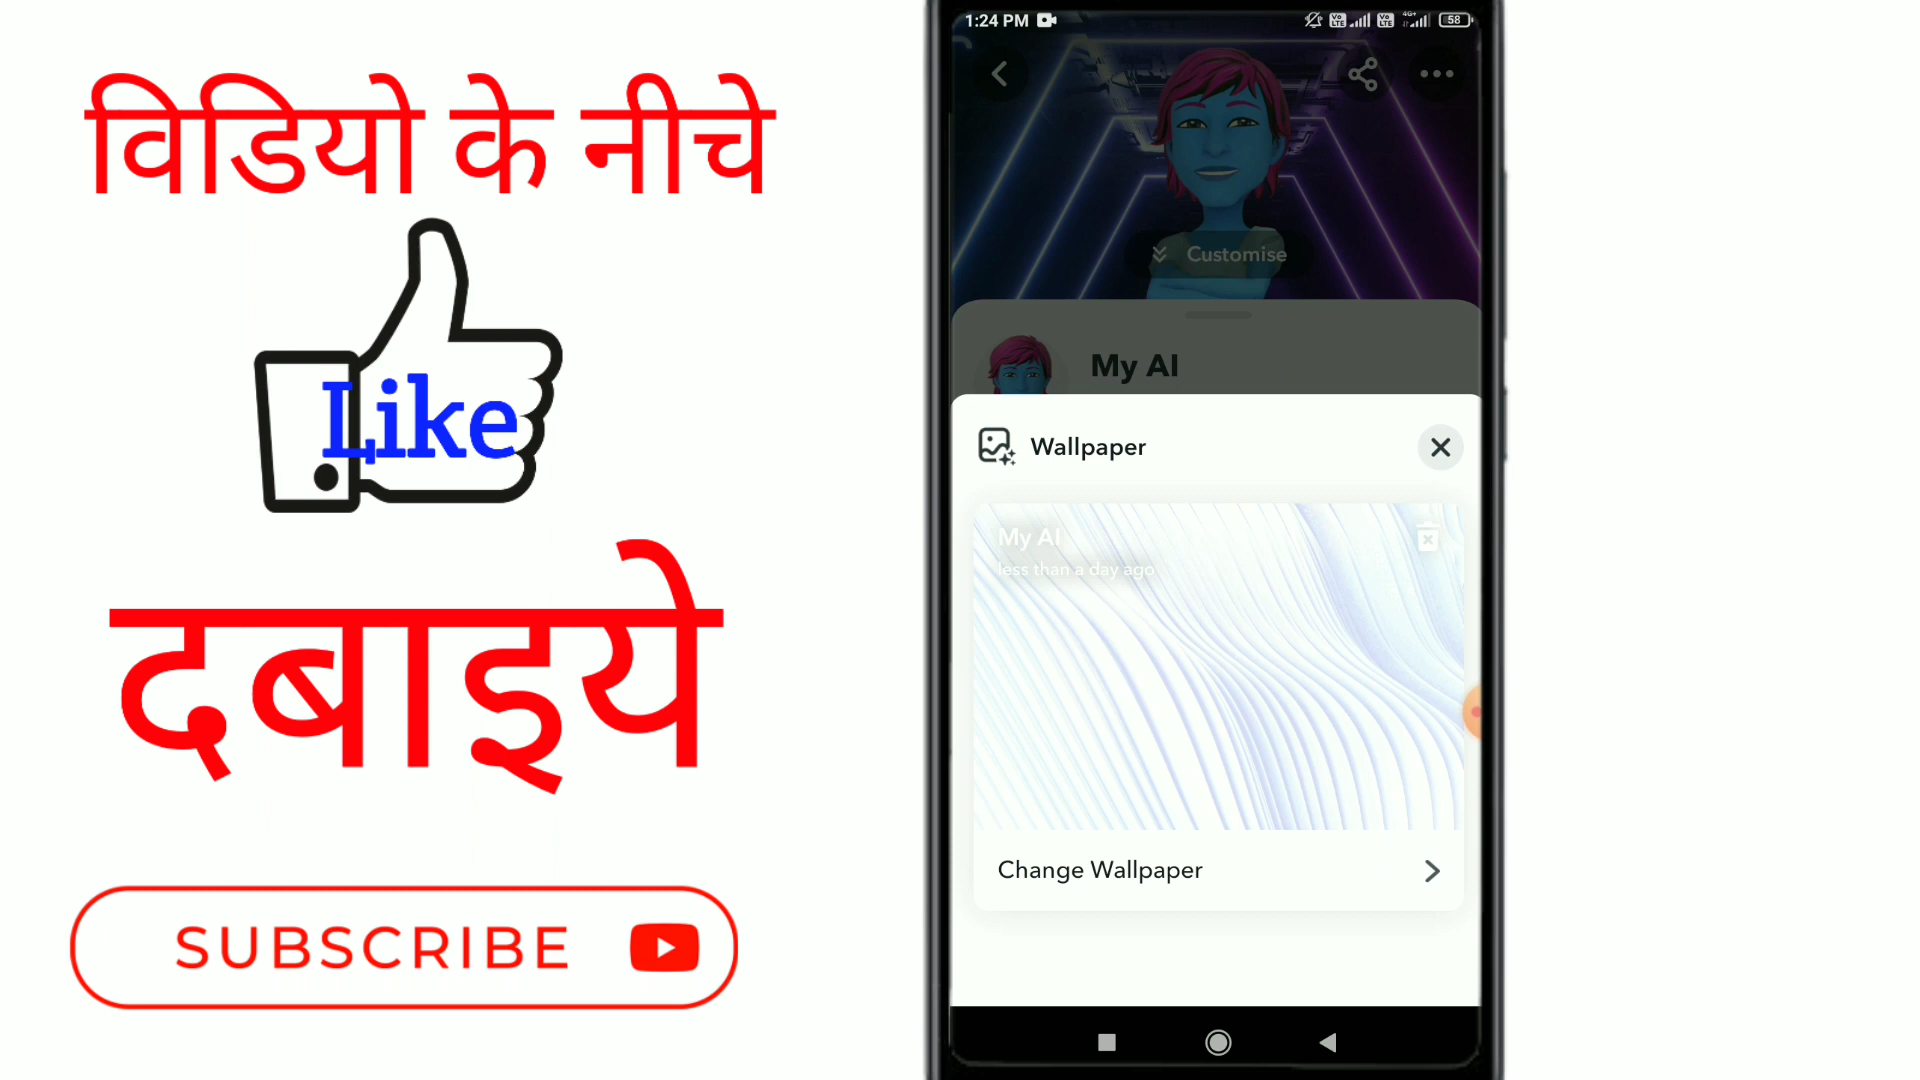 विडियो के नीचे
Like
दबाइये
SUBSCRIBE
1:24 PM
58
Customise
My AI
Wallpaper
My AI
less than a day ago
Change Wallpaper